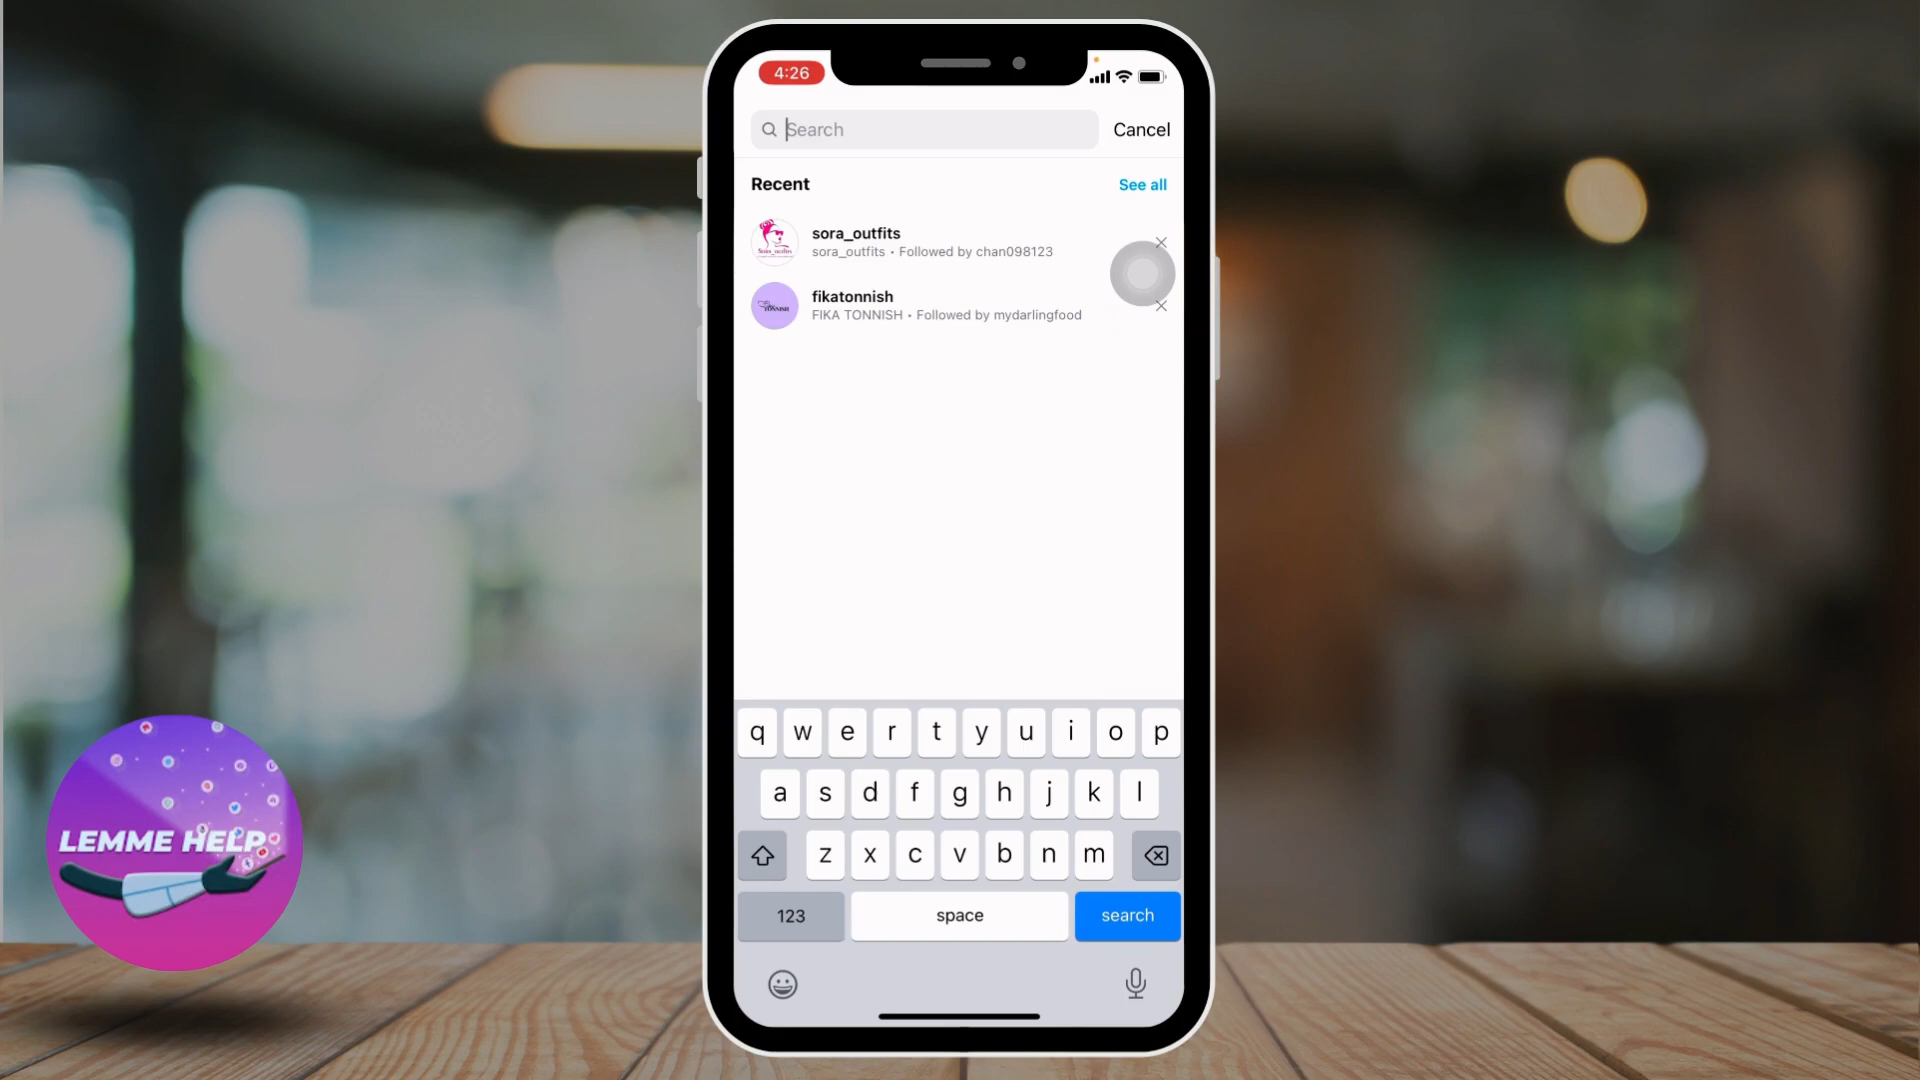 4:26
Search
Cancel
Recent
See all
sora_outfits
sora_outfits • Followed by chan098123
fikatonnish
FIKA TONNISH • Followed by mydarlingfood
q w e r t y u i o p
a s d f g h j k l
z x c v b n m
123
space
search
LEMME HELP